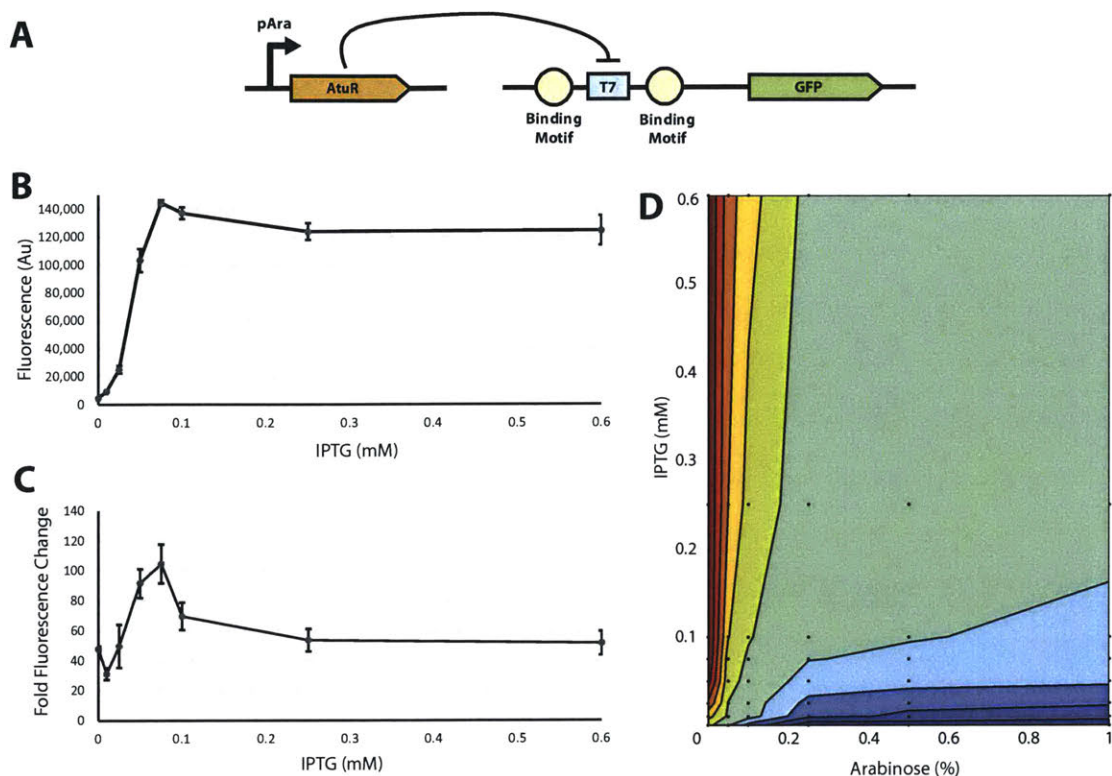 A
pAra
AtuR
T7
GFP
Binding
Motif
Binding
Motif
B
Fluorescence (Au)
140,000
120,000
100,000
80,000
60,000
40,000
20,000
0
0
0.1
0.2
0.3
0.4
0.5
0.6
IPTG (mM)
C
Fold Fluorescence Change
140
120
100
80
60
40
20
0
0
0.1
0.2
0.3
0.4
0.5
0.6
IPTG (mM)
D
IPTG (mM)
0.6
0.5
0.4
0.3
0.2
0.1
0
0.2
0.4
0.6
0.8
1
Arabinose (%)